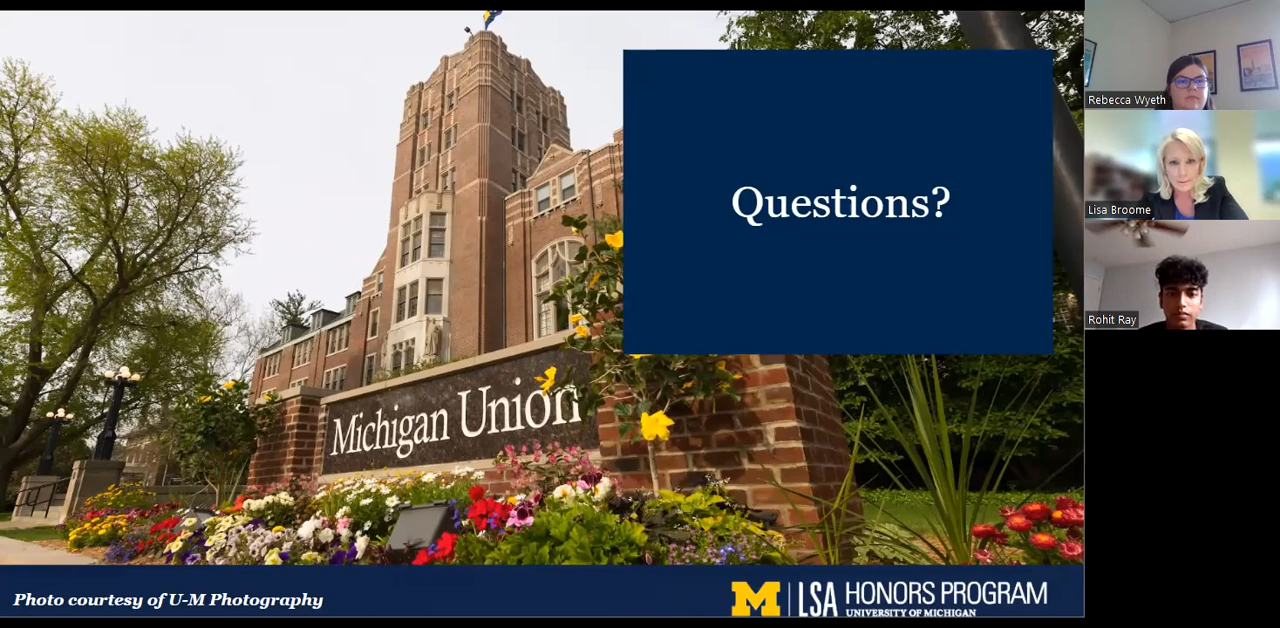 Questions?
Michigan Union
Photo courtesy of U-M Photography
M LSA HONORS PROGRAM
UNIVERSITY OF MICHIGAN
Rebecca Wyeth
Lisa Broome
Rohit Ray